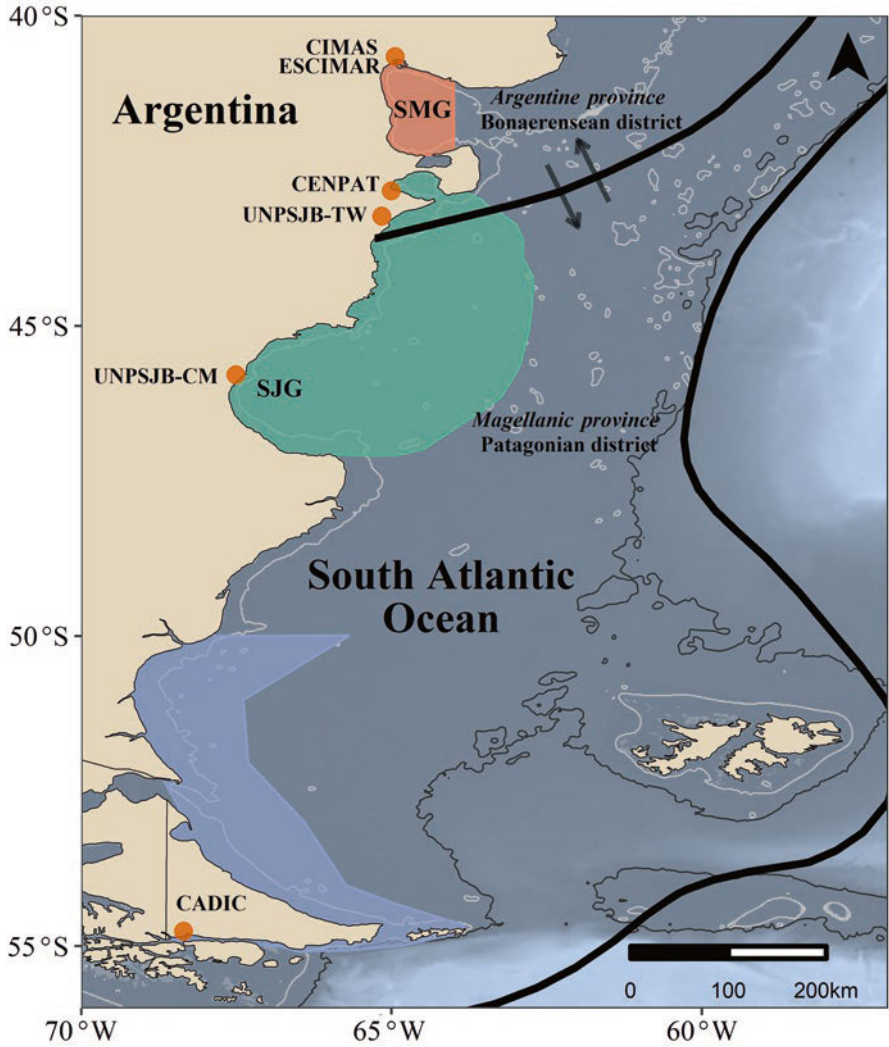 40°S
CIMAS
ESCIMAR
Argentina
SMG
Argentine province
Bonaerensean district
CENPAT
UNPSJB-TW
45°S
UNPSJB-CM
SJG
Magellanic province
Patagonian district
South Atlantic
Ocean
50°S
CADIC
55°S
0 100 200km
70°W 65°W 60°W